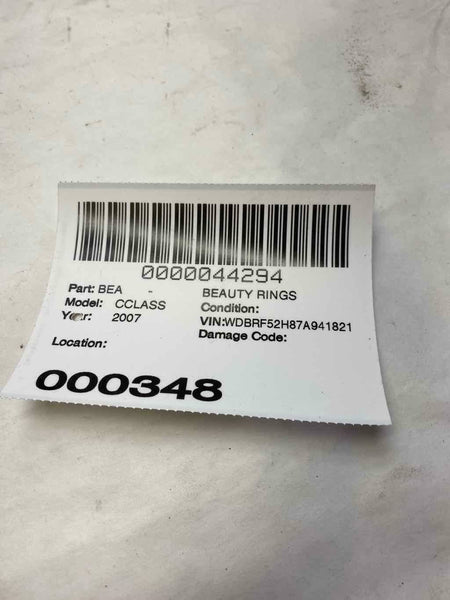 0000044294
Part: BEA - BEAUTY RINGS
Model: CCLASS Condition:
Year: 2007 VIN:WDBRF52H87A941821
Damage Code:
Location:
000348